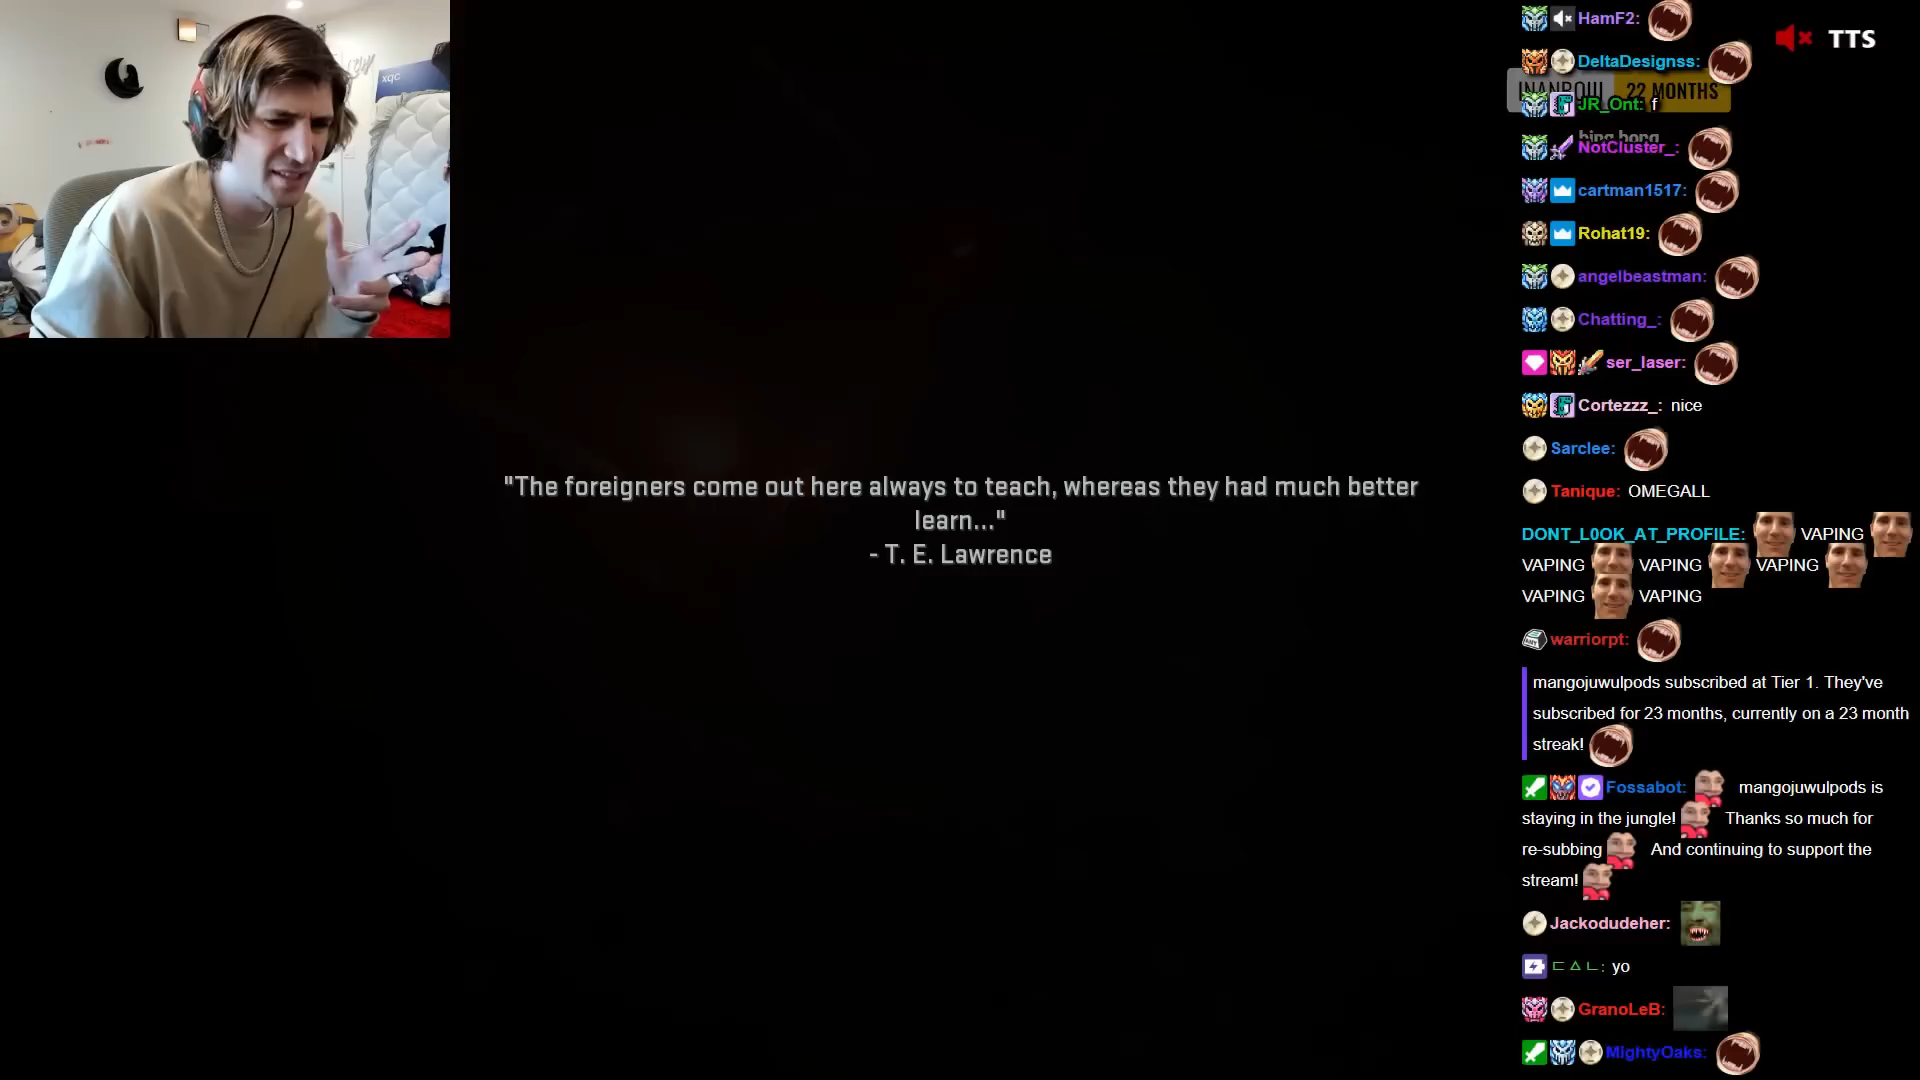 xqc
"The foreigners come out here always to teach, whereas they had much better
learn..."
- T. E. Lawrence
TTS
HamF2:
DeltaDesignss:
22 MONTHS
JR_Ont: f
bing bong
NotCluster_:
cartman1517:
Rohat19:
angelbeastman:
Chatting_:
ser_laser:
Cortezzz_: nice
Sarclee:
Tanique: OMEGALL
DONT_L0OK_AT_PROFILE: VAPING
VAPING VAPING VAPING
VAPING VAPING
warriorpt:
mangojuwulpods subscribed at Tier 1. They've
subscribed for 23 months, currently on a 23 month
streak!
Fossabot: mangojuwulpods is
staying in the jungle! Thanks so much for
re-subbing And continuing to support the
stream!
Jackodudeher:
ㄷㅿㄴ: yo
GranoLeB:
MightyOaks: